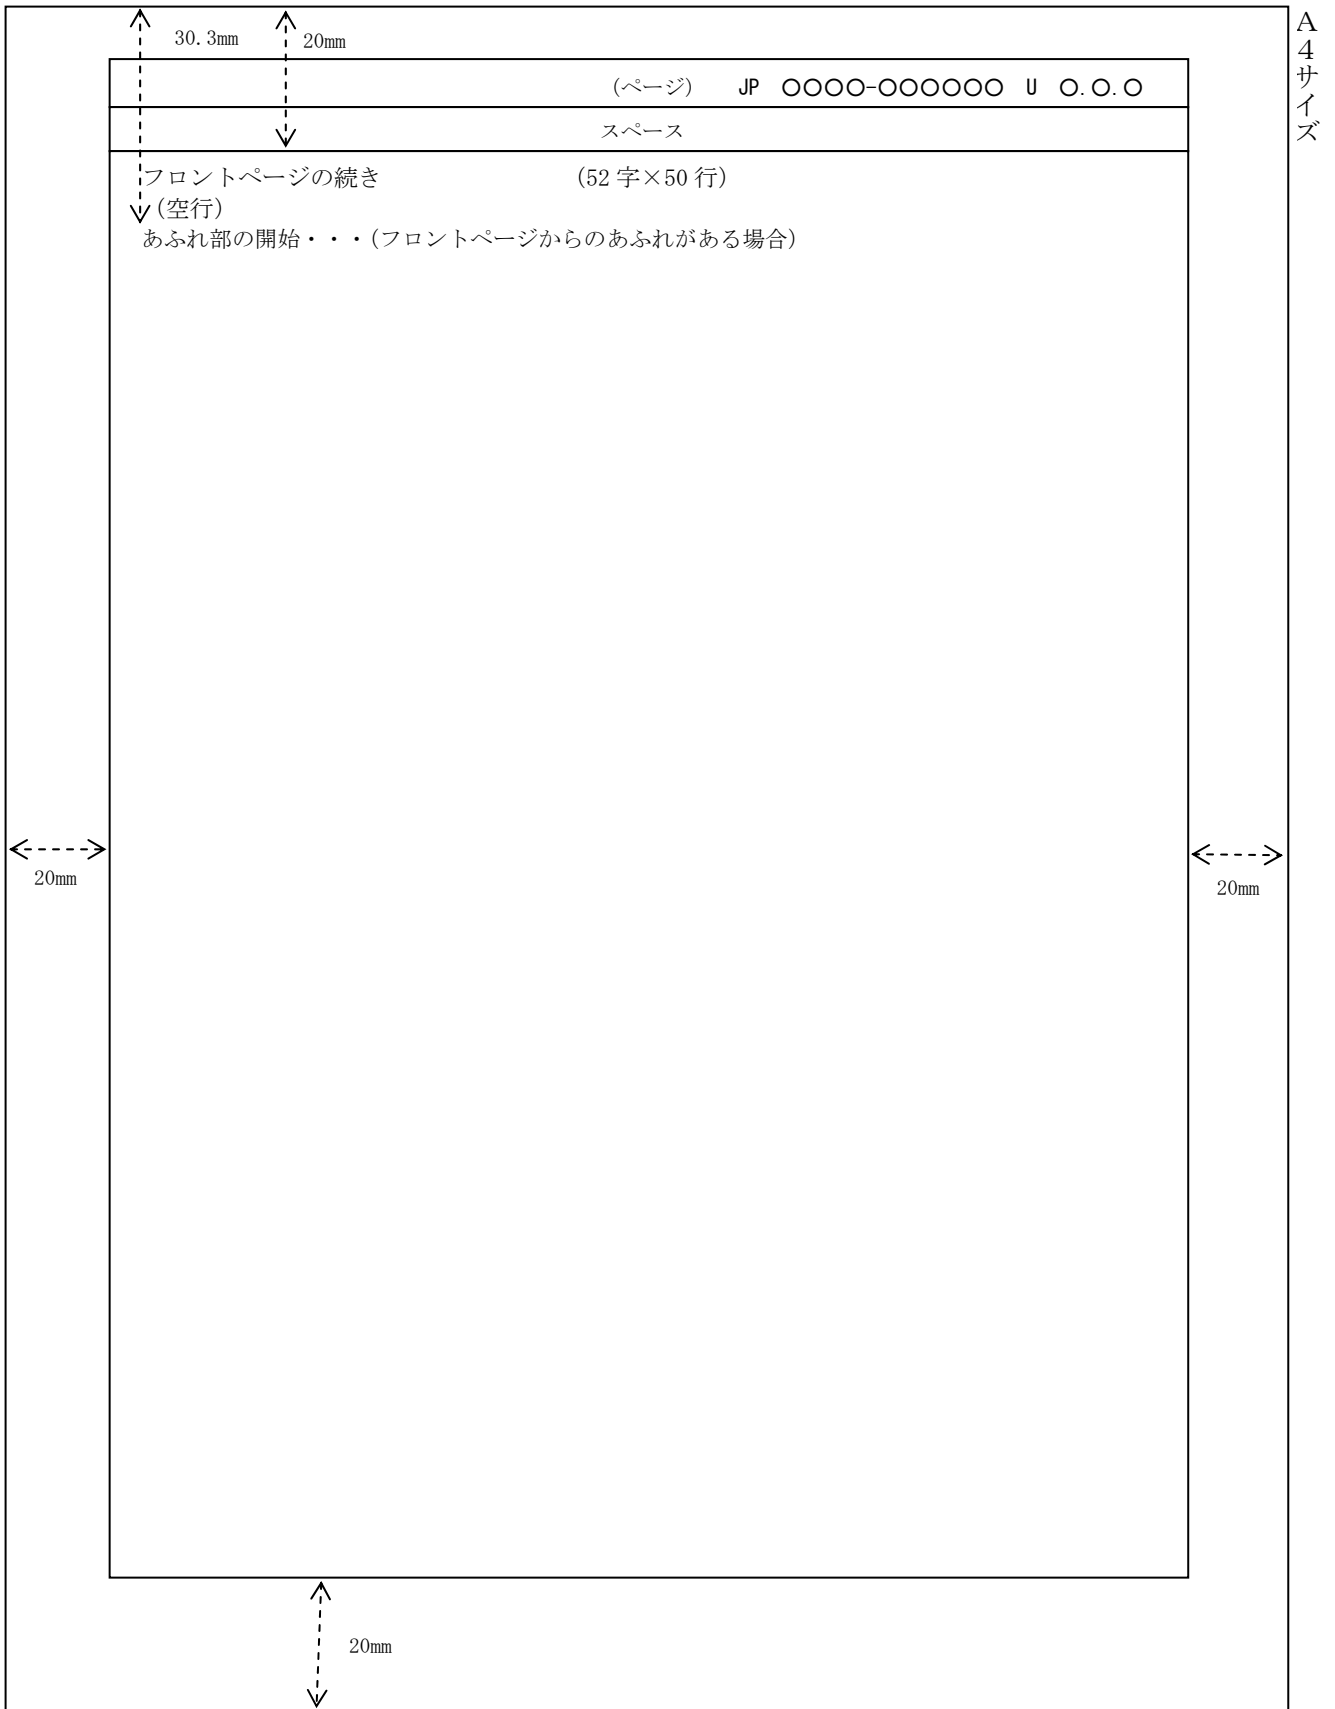 A4サイズ
30.3mm
20mm
(ページ) JP ○○○○-○○○○○○ U ○.○.○
スペース
フロントページの続き (52字×50行)
(空行)
あふれ部の開始・・・(フロントページからのあふれがある場合)
20mm
20mm
20mm